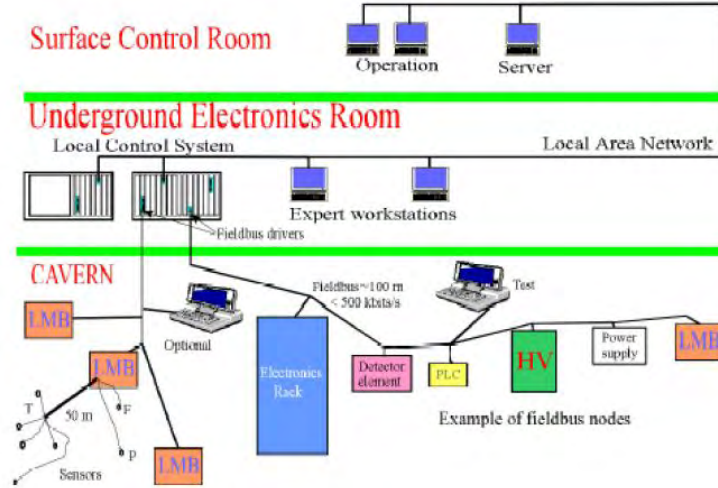 Surface Control Room
Operation
Server
Underground Electronics Room
Local Control System
Local Area Network
Expert workstations
Fieldbus drivers
CAVERN
Fieldbus~100 m
< 500 kbits/s
Test
LMB
Optional
LMB
Electronics
Rack
Detector
element
PLC
HV
Power
supply
LMB
T
50 m
F
P
Sensors
LMB
Example of fieldbus nodes